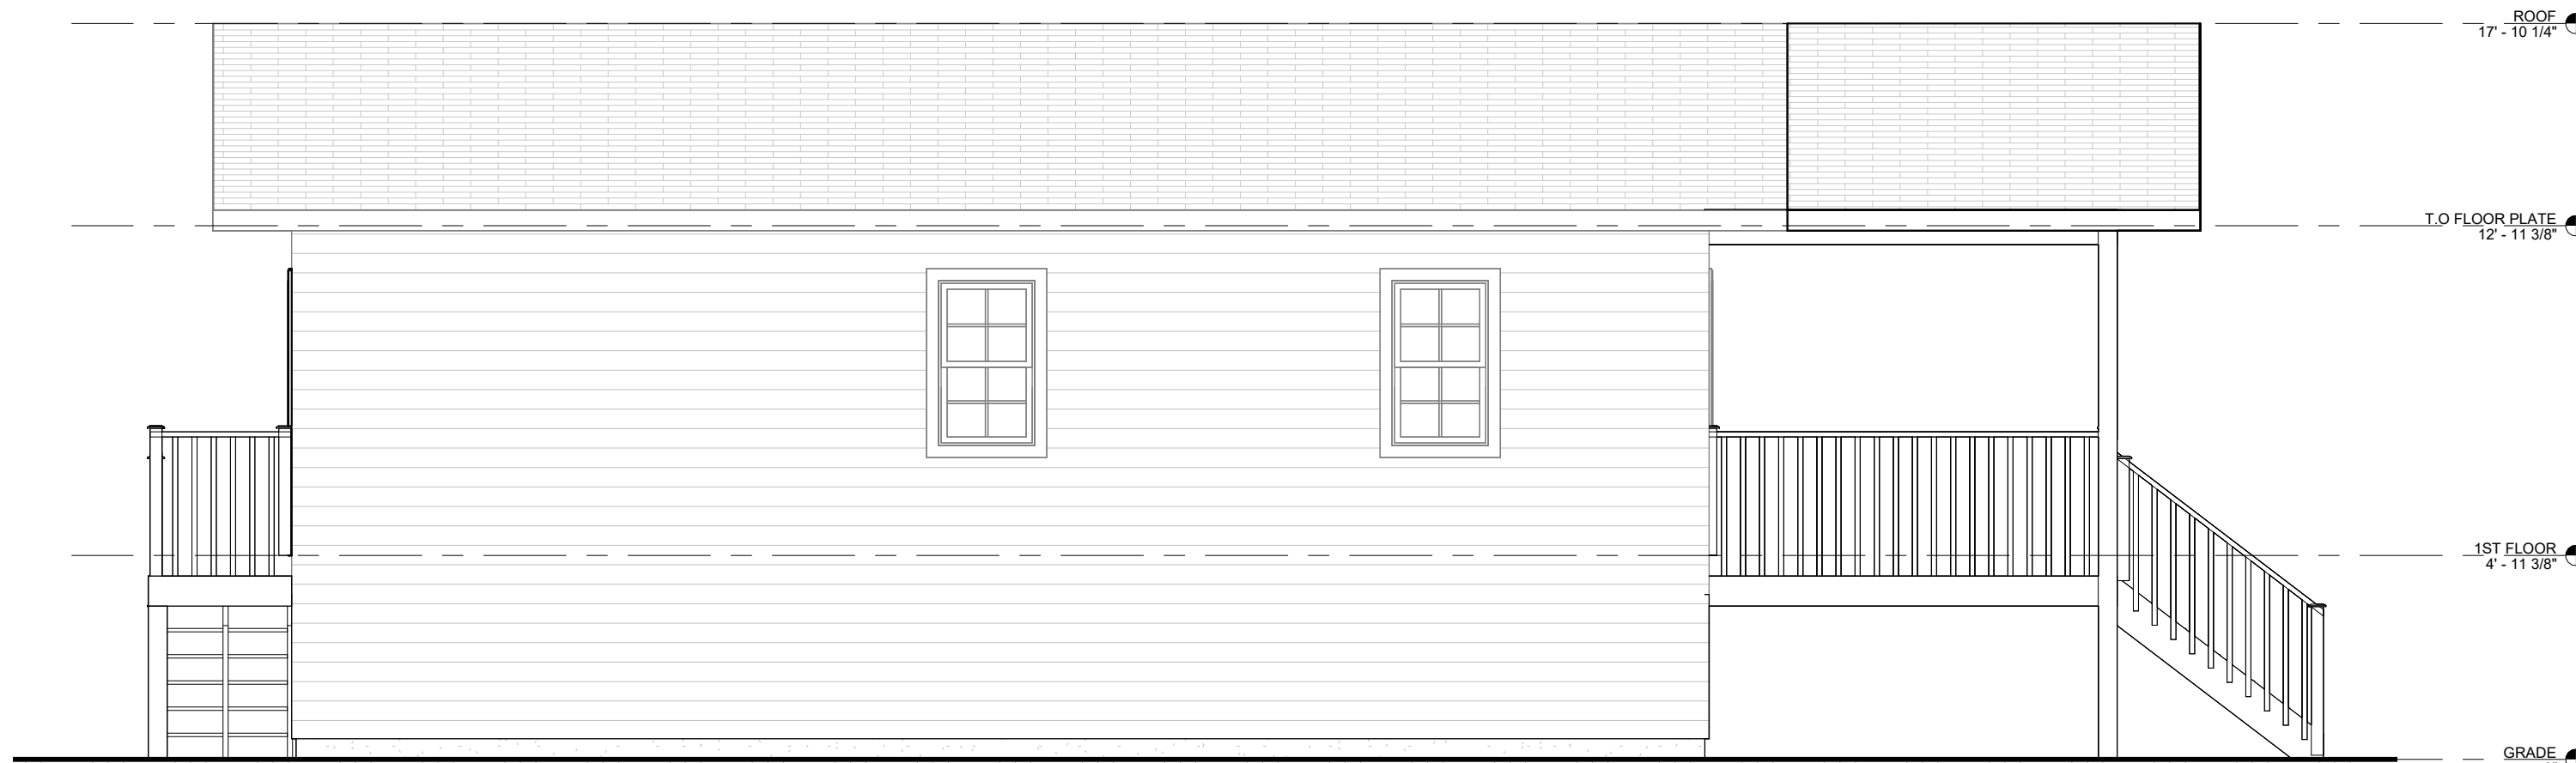 ROOF
17' - 10 1/4"
T.O FLOOR PLATE
12' - 11 3/8"
1ST FLOOR
4' - 11 3/8"
GRADE